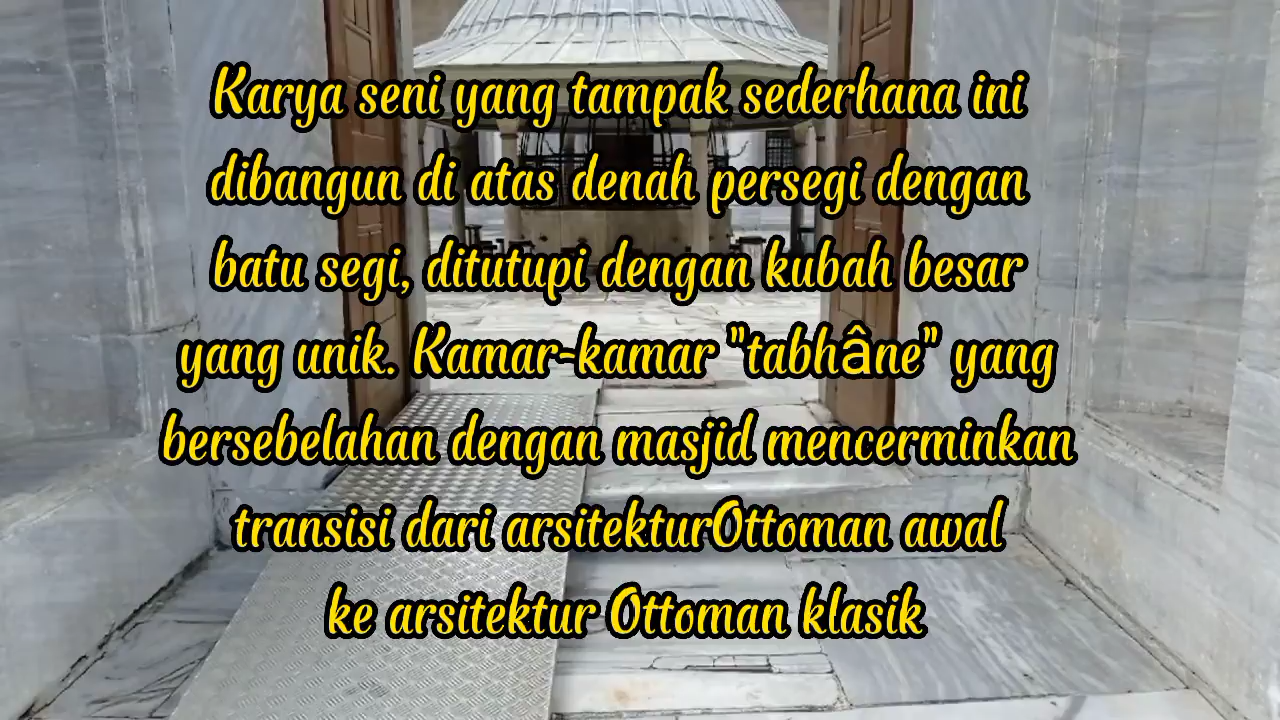 Karya seni yang tampak sederhana ini
dibangun di atas denah persegi dengan
batu segi, ditutupi dengan kubah besar
yang unik. Kamar-kamar "tabhâne" yang
bersebelahan dengan masjid mencerminkan
transisi dari arsitekturOttoman awal
ke arsitektur Ottoman klasik